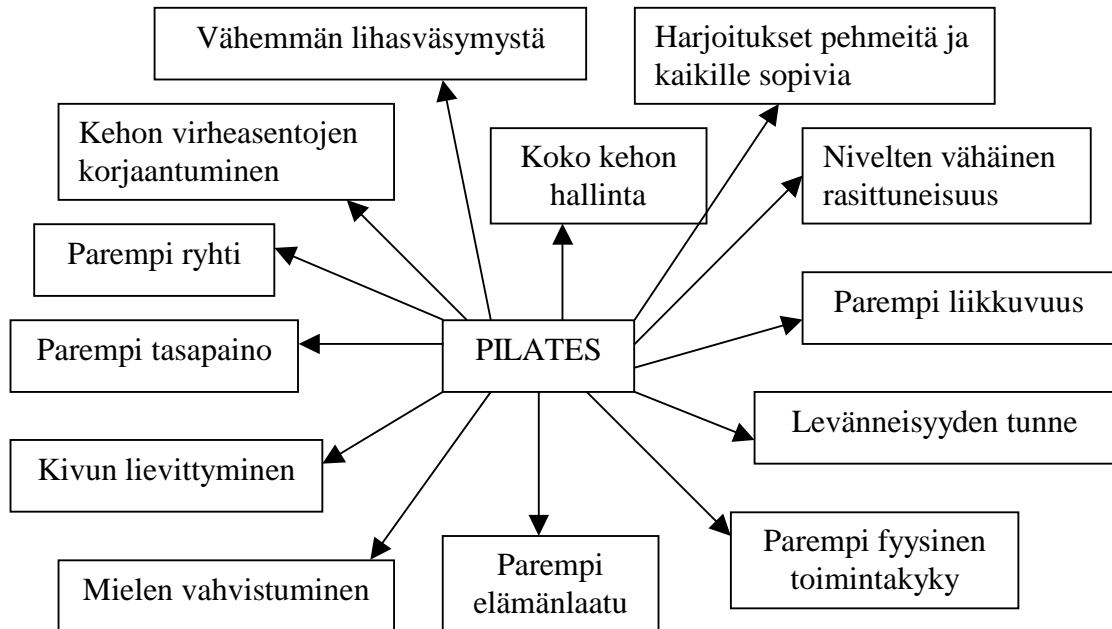 Vähemmän lihasväsymystä
Harjoitukset pehmeitä ja
kaikille sopivia
Kehon virheasentojen
korjaantuminen
Koko kehon
hallinta
Nivelten vähäinen
rasittuneisuus
Parempi ryhti
Parempi liikkuvuus
Parempi tasapaino
PILATES
Levänneisyyden tunne
Kivun lievittyminen
Parempi fyysinen
toimintakyky
Mielen vahvistuminen
Parempi
elämänlaatu